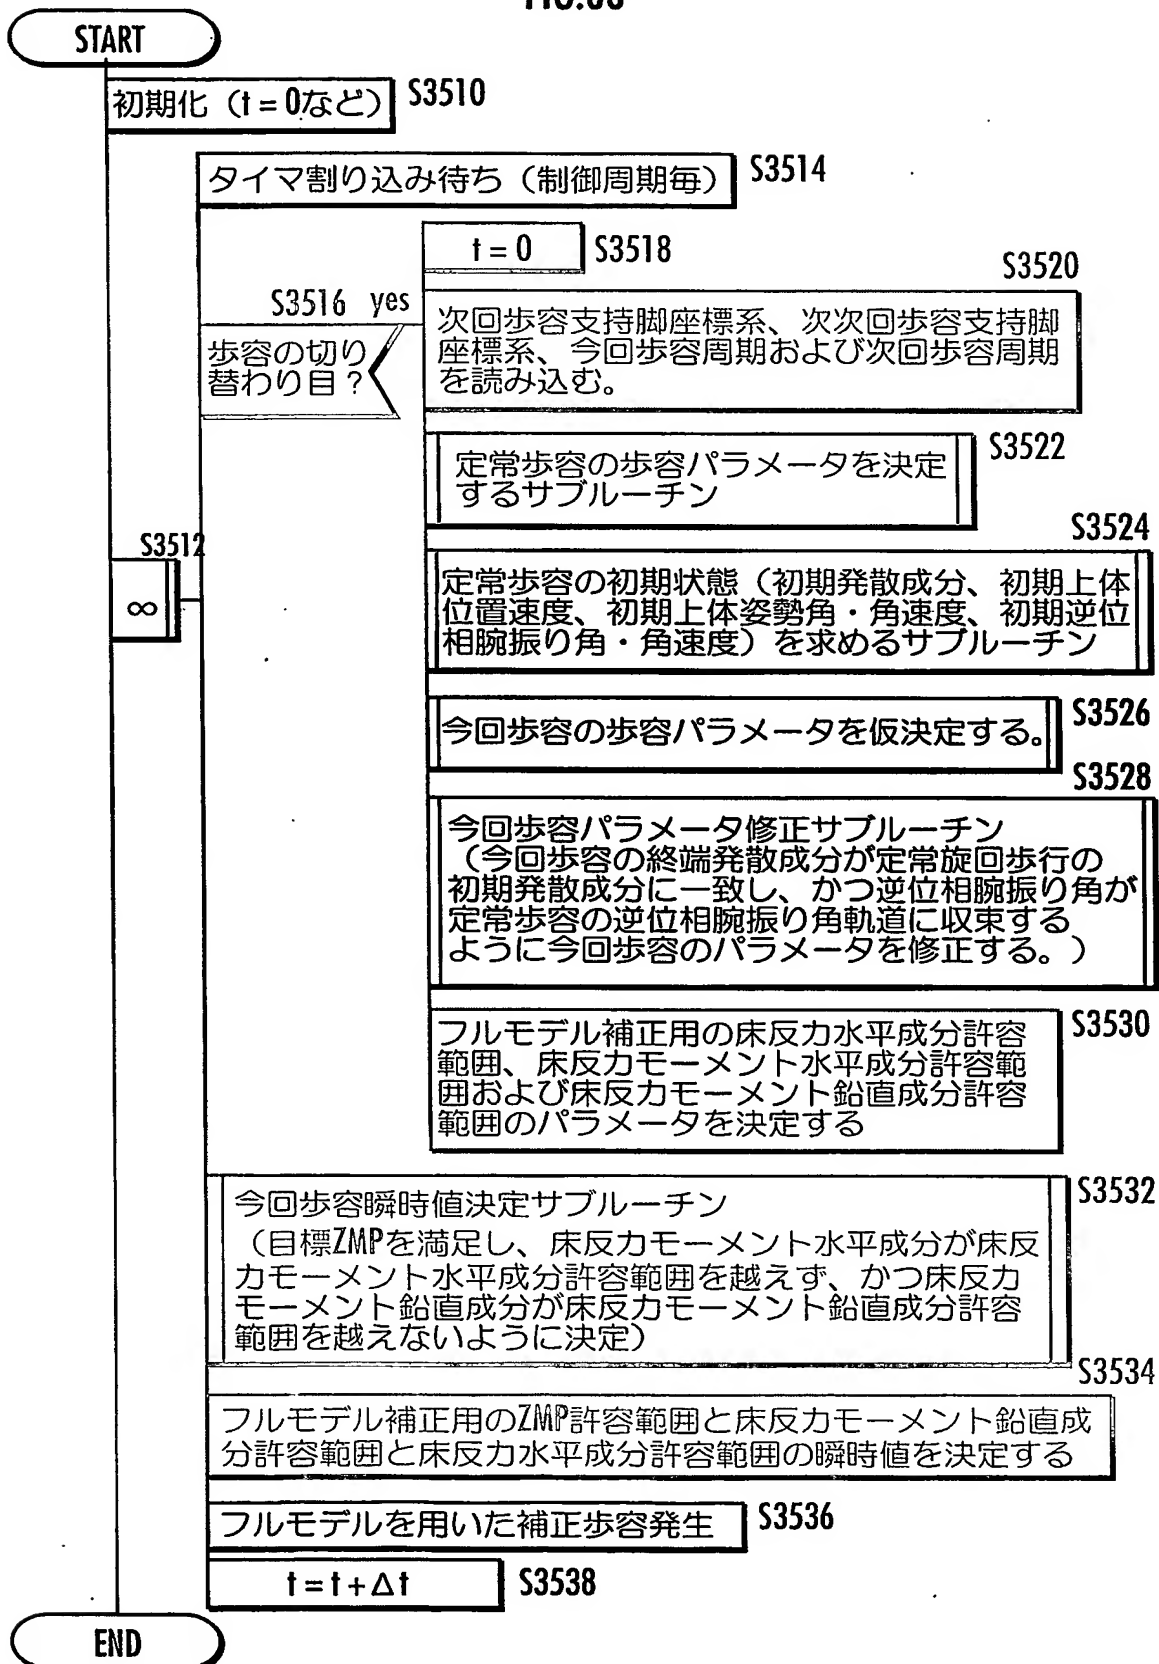 START
初期化（t = 0など） S3510
タイマ割り込み待ち（制御周期毎） S3514
t = 0 S3518
S3520
S3516 yes
次回歩容支持脚座標系、次次回歩容支持脚
座標系、今回歩容周期および次回歩容周期
を読み込む。
歩容の切り
替わり目？
S3522
定常歩容の歩容パラメータを決定
するサブルーチン
S3524
S3512
∞
定常歩容の初期状態（初期発散成分、初期上体
位置速度、初期上体姿勢角・角速度、初期逆位
相腕振り角・角速度）を求めるサブルーチン
S3526
今回歩容の歩容パラメータを仮決定する。
S3528
今回歩容パラメータ修正サブルーチン
（今回歩容の終端発散成分が定常旋回歩行の
初期発散成分に一致し、かつ逆位相腕振り角が
定常歩容の逆位相腕振り角軌道に収束する
ように今回歩容のパラメータを修正する。）
S3530
フルモデル補正用の床反力水平成分許容
範囲、床反力モーメント水平成分許容範
囲および床反力モーメント鉛直成分許容
範囲のパラメータを決定する
S3532
今回歩容瞬時値決定サブルーチン
（目標ZMPを満足し、床反力モーメント水平成分が床反
力モーメント水平成分許容範囲を越えず、かつ床反力
モーメント鉛直成分が床反力モーメント鉛直成分許容
範囲を越えないように決定）
S3534
フルモデル補正用のZMP許容範囲と床反力モーメント鉛直成
分許容範囲と床反力水平成分許容範囲の瞬時値を決定する
フルモデルを用いた補正歩容発生 S3536
t = t + Δt S3538
END